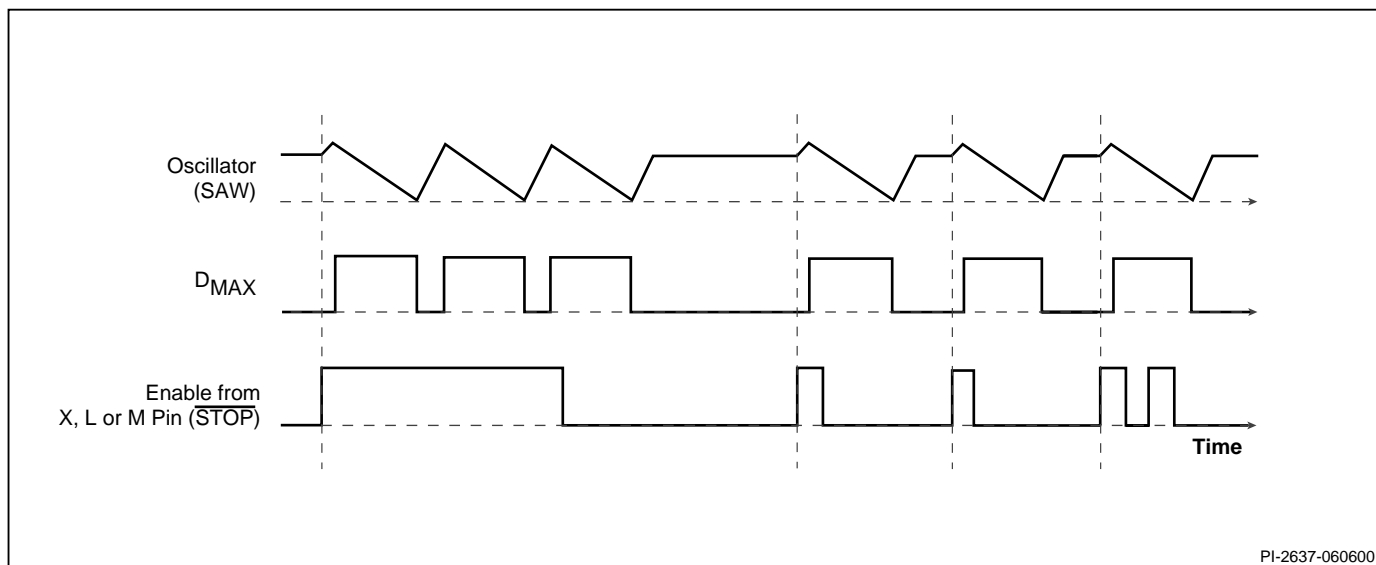 Oscillator
(SAW)
DMAX
Enable from
X, L or M Pin (STOP)
Time
PI-2637-060600